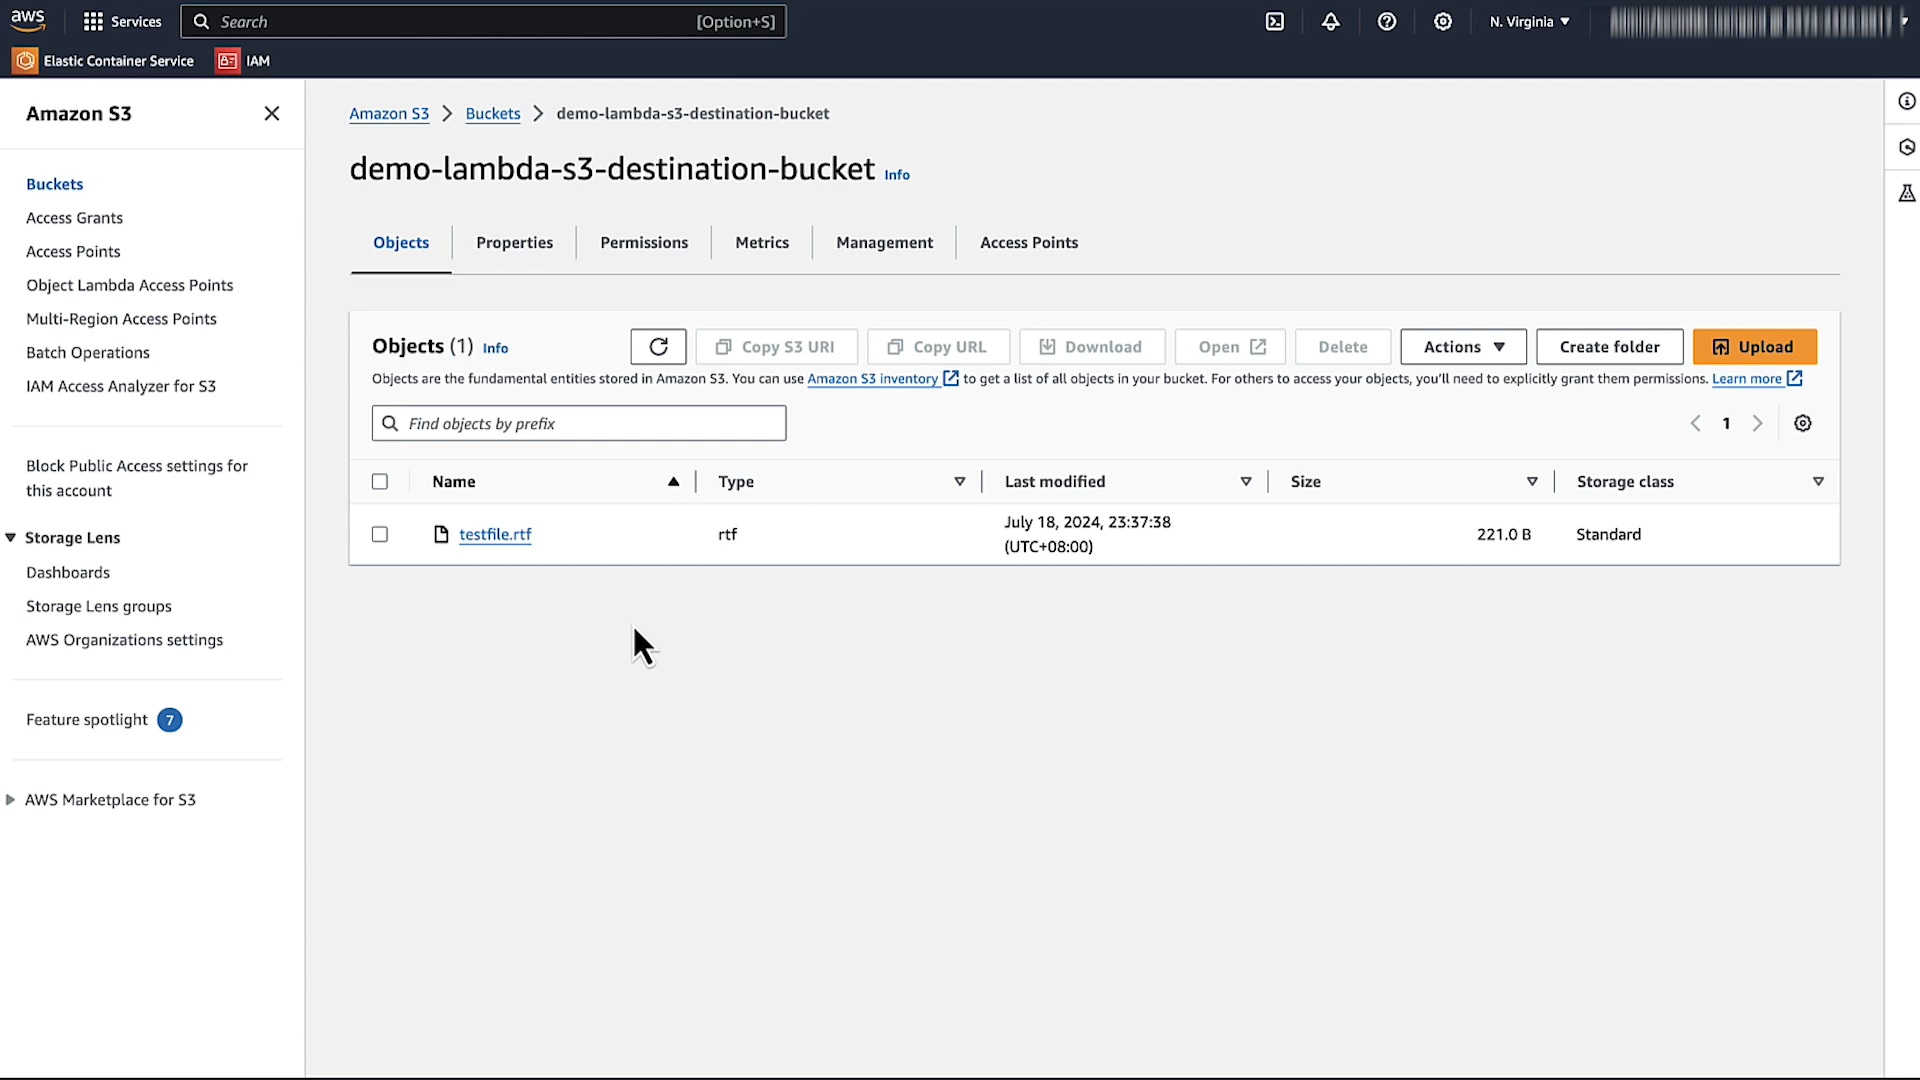 aws
Services
Search [Option+S]
N. Virginia
Elastic Container Service
IAM
Amazon S3
Buckets
Access Grants
Access Points
Object Lambda Access Points
Multi-Region Access Points
Batch Operations
IAM Access Analyzer for S3
Block Public Access settings for
this account
Storage Lens
Dashboards
Storage Lens groups
AWS Organizations settings
Feature spotlight 7
AWS Marketplace for S3
Amazon S3 > Buckets > demo-lambda-s3-destination-bucket
demo-lambda-s3-destination-bucket Info
Objects Properties Permissions Metrics Management Access Points
Objects (1) Info
Copy S3 URI Copy URL Download Open Delete Actions Create folder Upload
Objects are the fundamental entities stored in Amazon S3. You can use Amazon S3 inventory to get a list of all objects in your bucket. For others to access your objects, you'll need to explicitly grant them permissions. Learn more
Find objects by prefix
1
Name Type Last modified Size Storage class
testfile.rtf rtf July 18, 2024, 23:37:38 (UTC+08:00) 221.0 B Standard